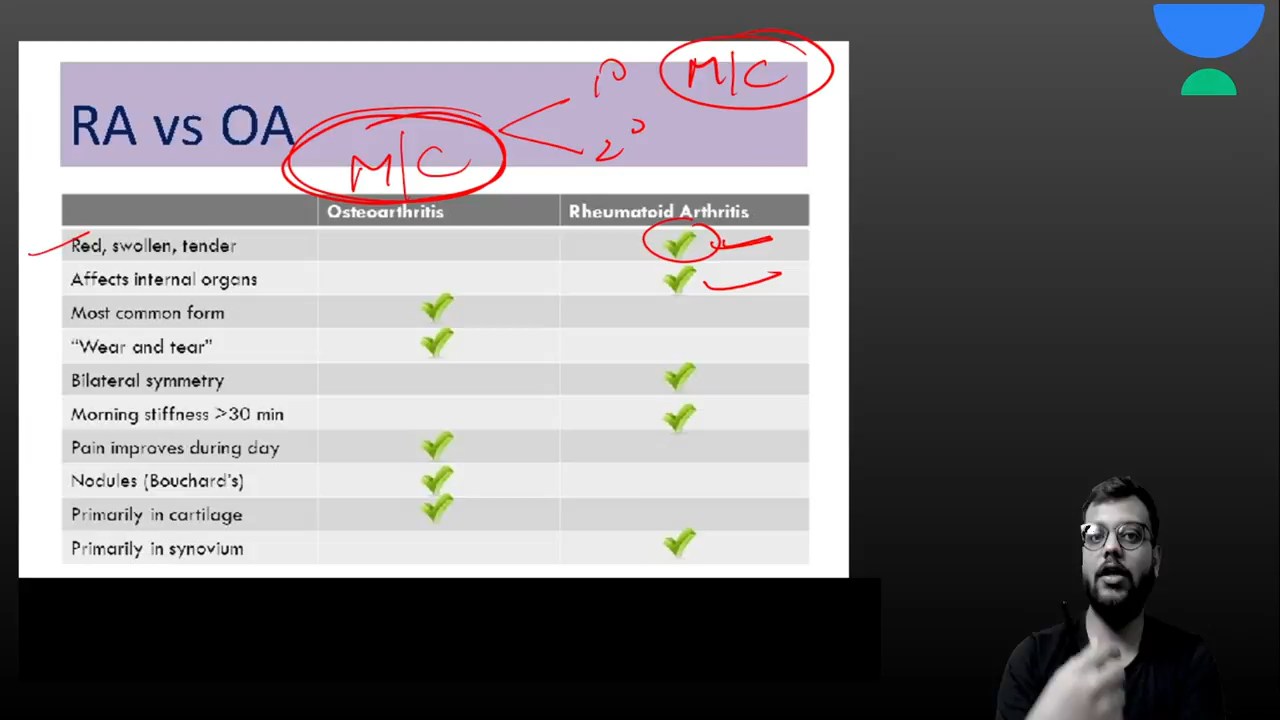 1° M/C
RA vs OA
M/C 2°
Osteoarthritis Rheumatoid Arthritis
Red, swollen, tender
Affects internal organs
Most common form
"Wear and tear"
Bilateral symmetry
Morning stiffness >30 min
Pain improves during day
Nodules (Bouchard's)
Primarily in cartilage
Primarily in synovium